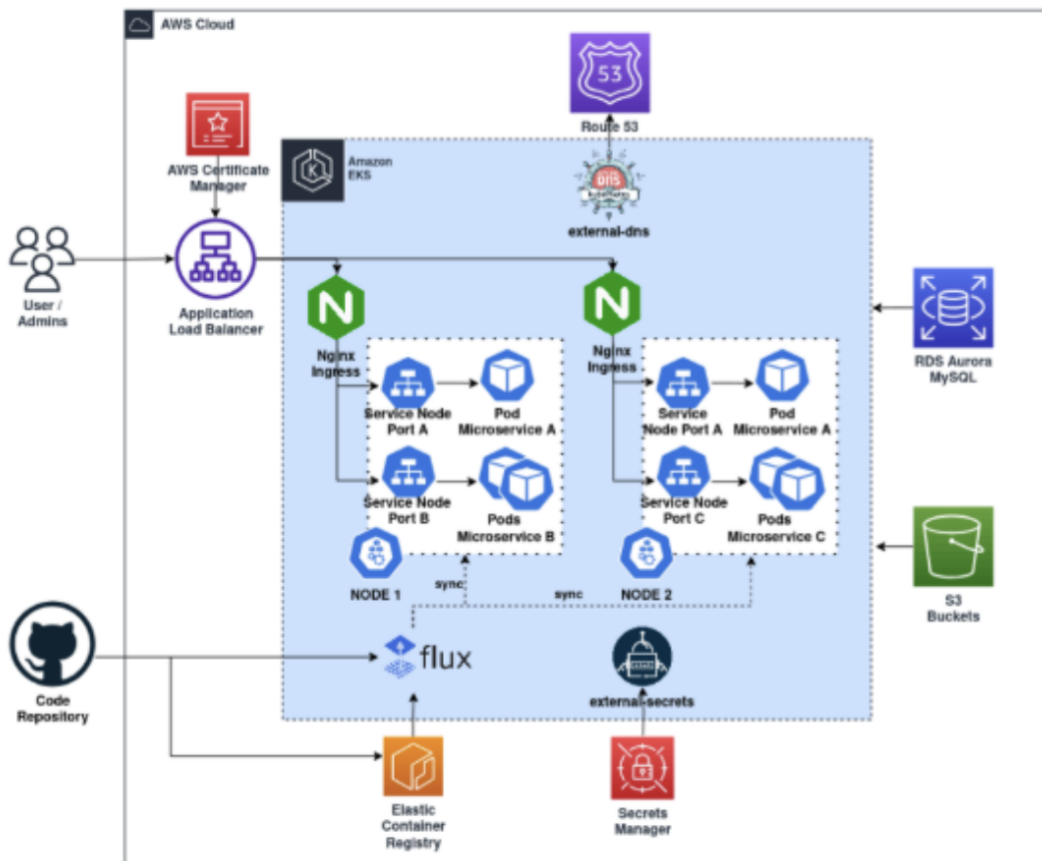 AWS Cloud
53
Route 53
AWS Certificate
Manager
Amazon
EKS
DNS
kubernetes
external-dns
User /
Admins
Application
Load Balancer
Nginx
Ingress
Nginx
Ingress
RDS Aurora
MySQL
Service Node
Port A
Pod
Microservice A
Service
Node Port A
Pod
Microservice A
Service Node
Port B
Pods
Microservice B
Service Node
Port C
Pods
Microservice C
NODE 1
sync
sync
NODE 2
S3
Buckets
flux
Code
Repository
external-secrets
Elastic
Container
Registry
Secrets
Manager